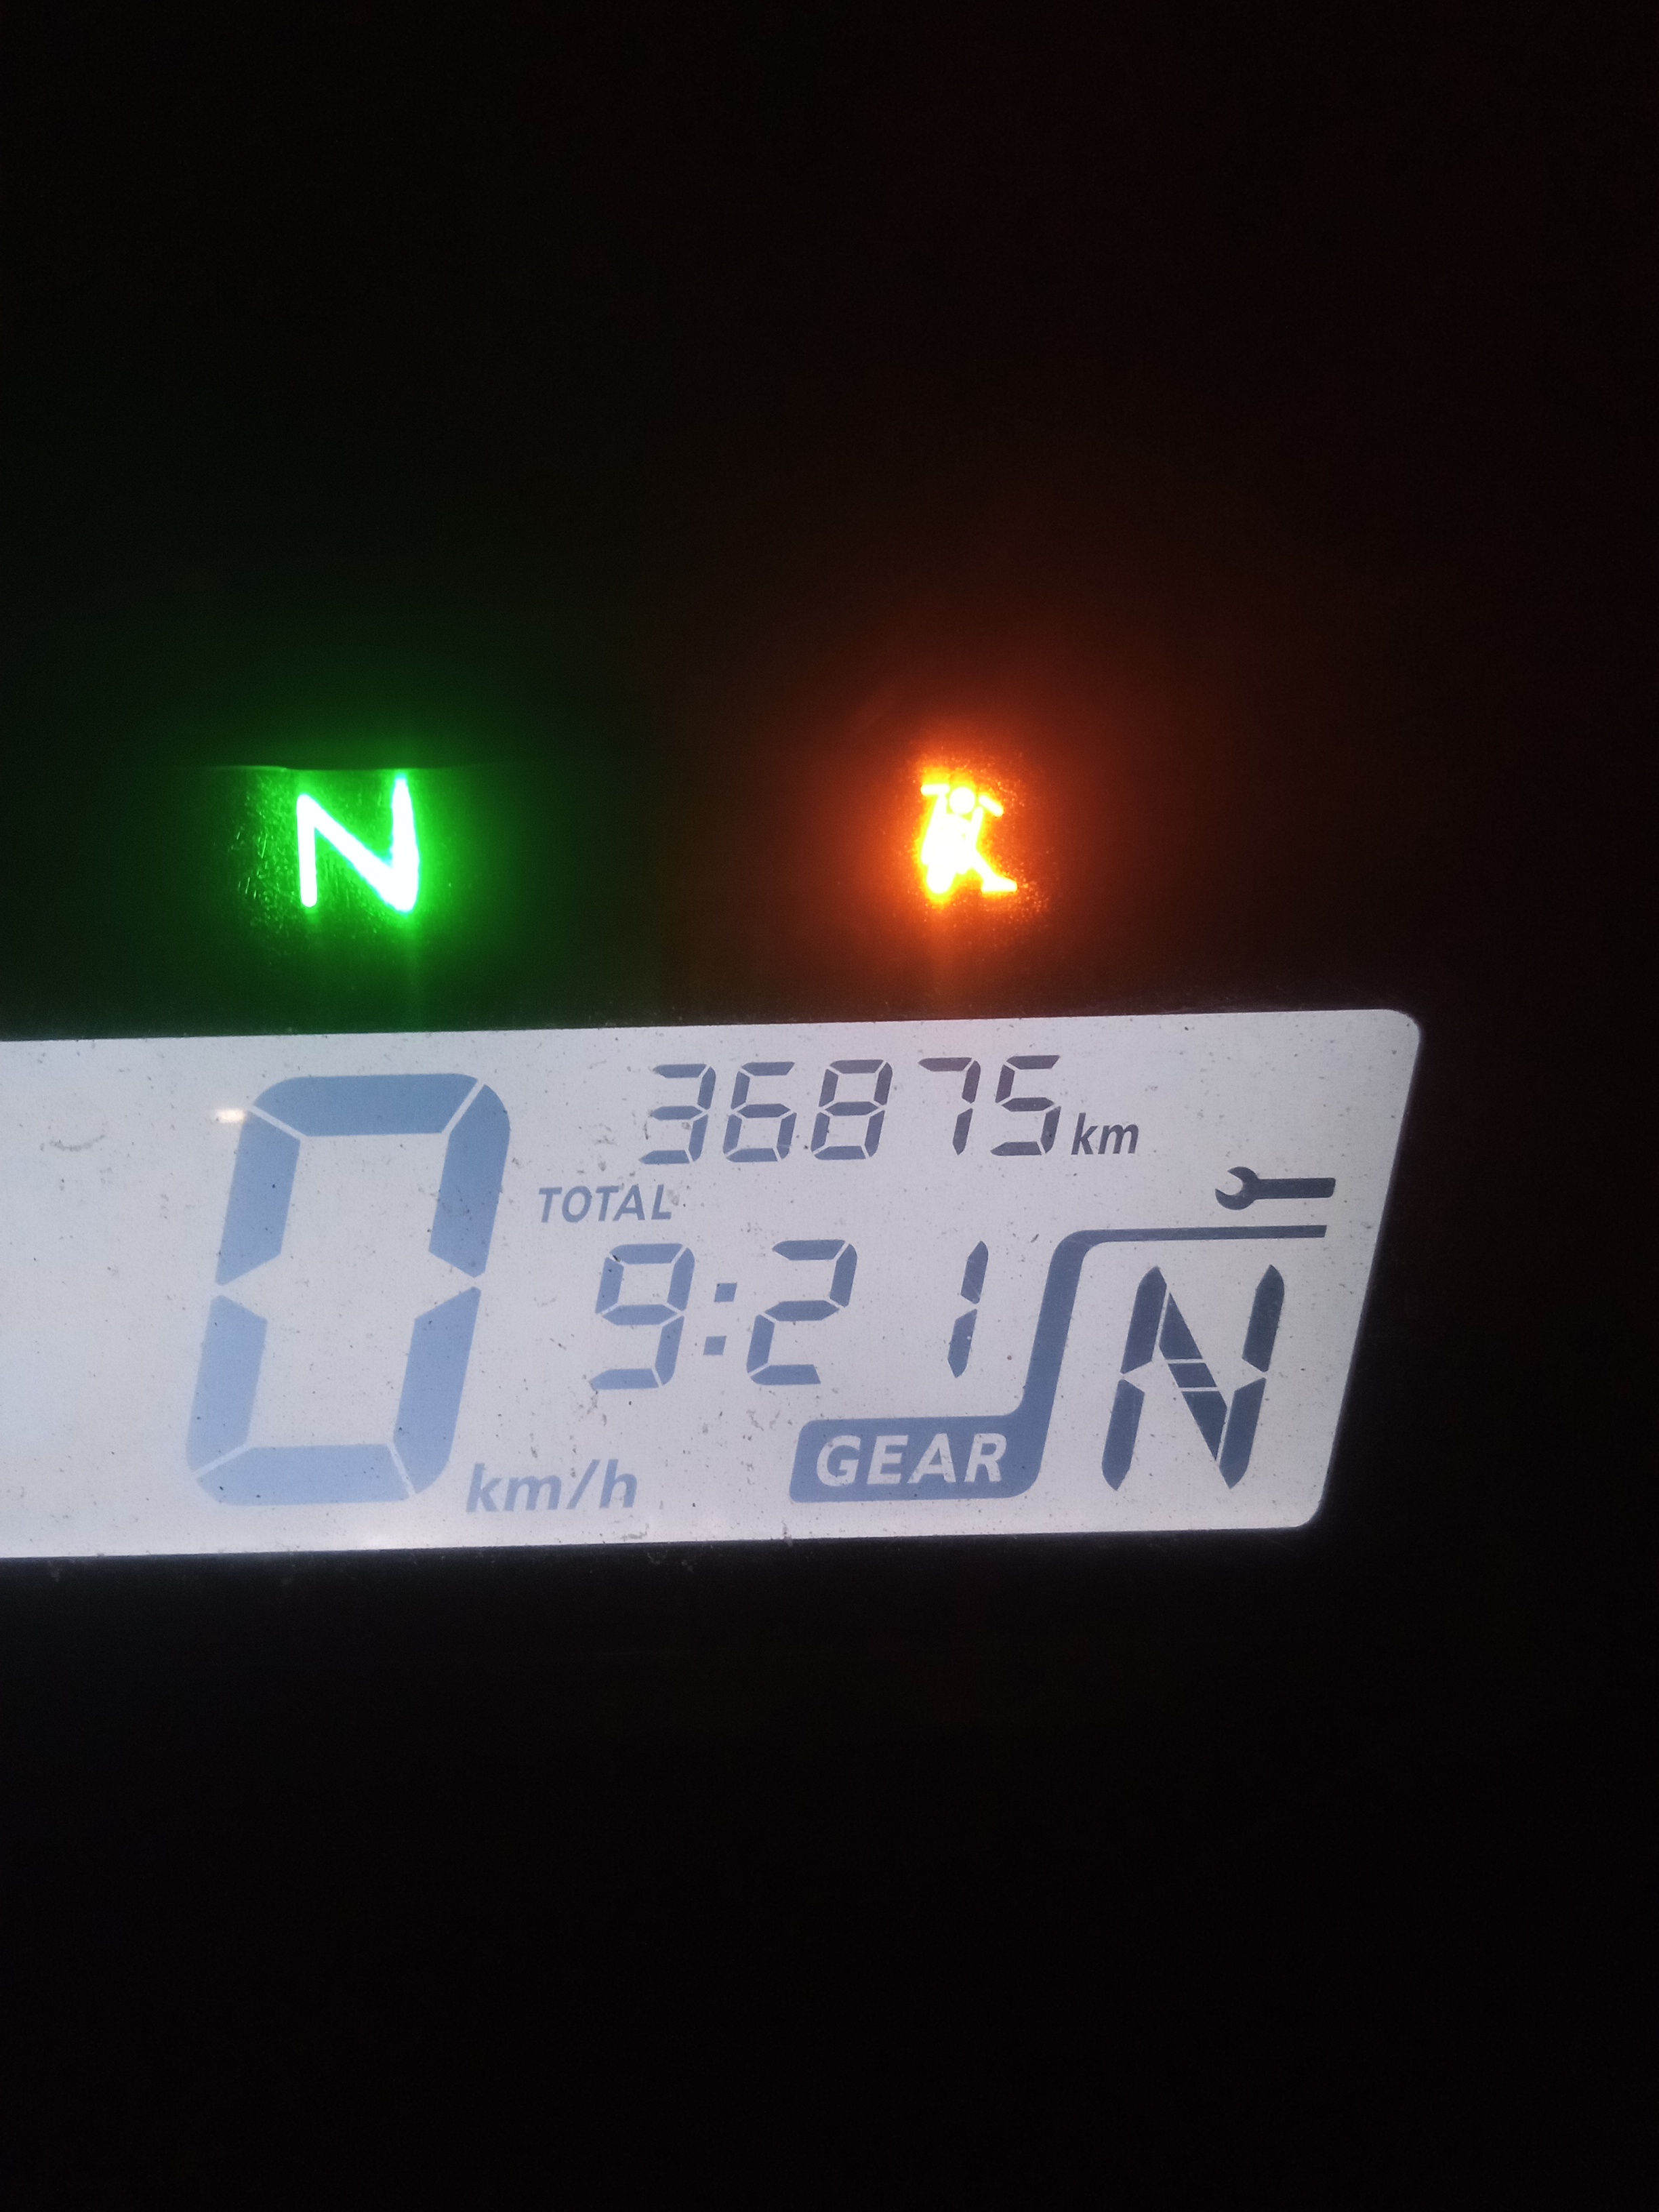 N
36875 km
TOTAL
9:21
0 km/h
GEAR N